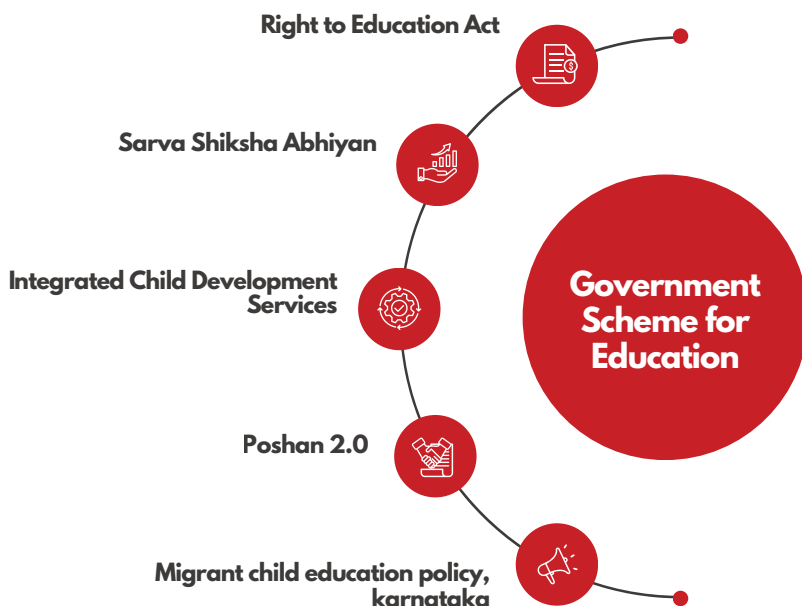 Right to Education Act
Sarva Shiksha Abhiyan
Integrated Child Development
Services
Government
Scheme for
Education
Poshan 2.0
Migrant child education policy,
karnataka